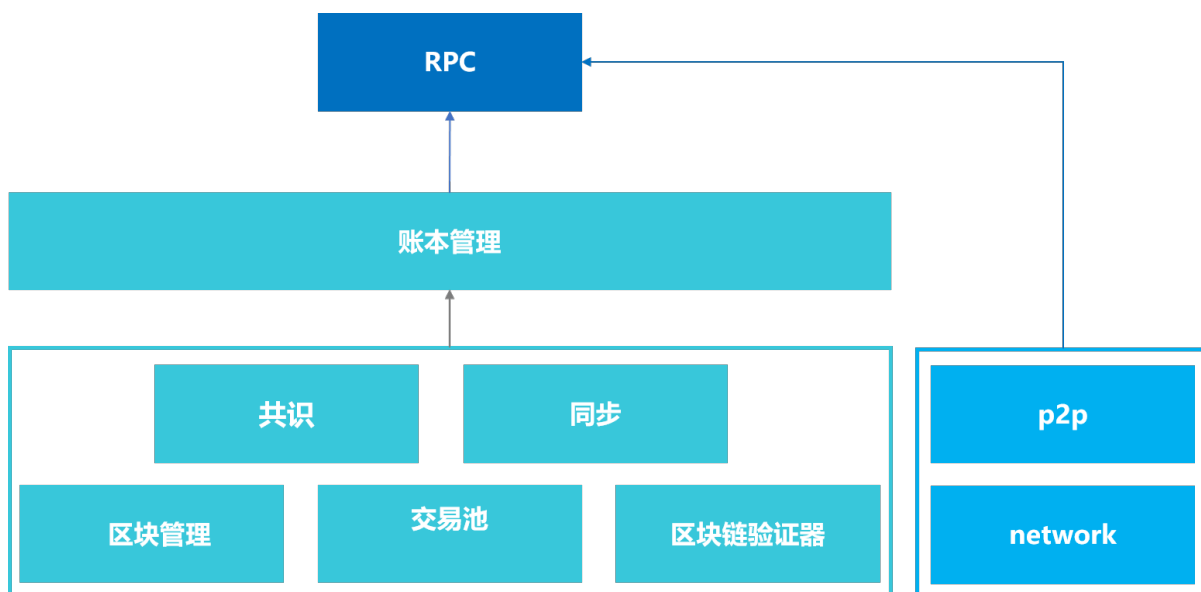 RPC
账本管理
共识
同步
p2p
区块管理
交易池
区块链验证器
network